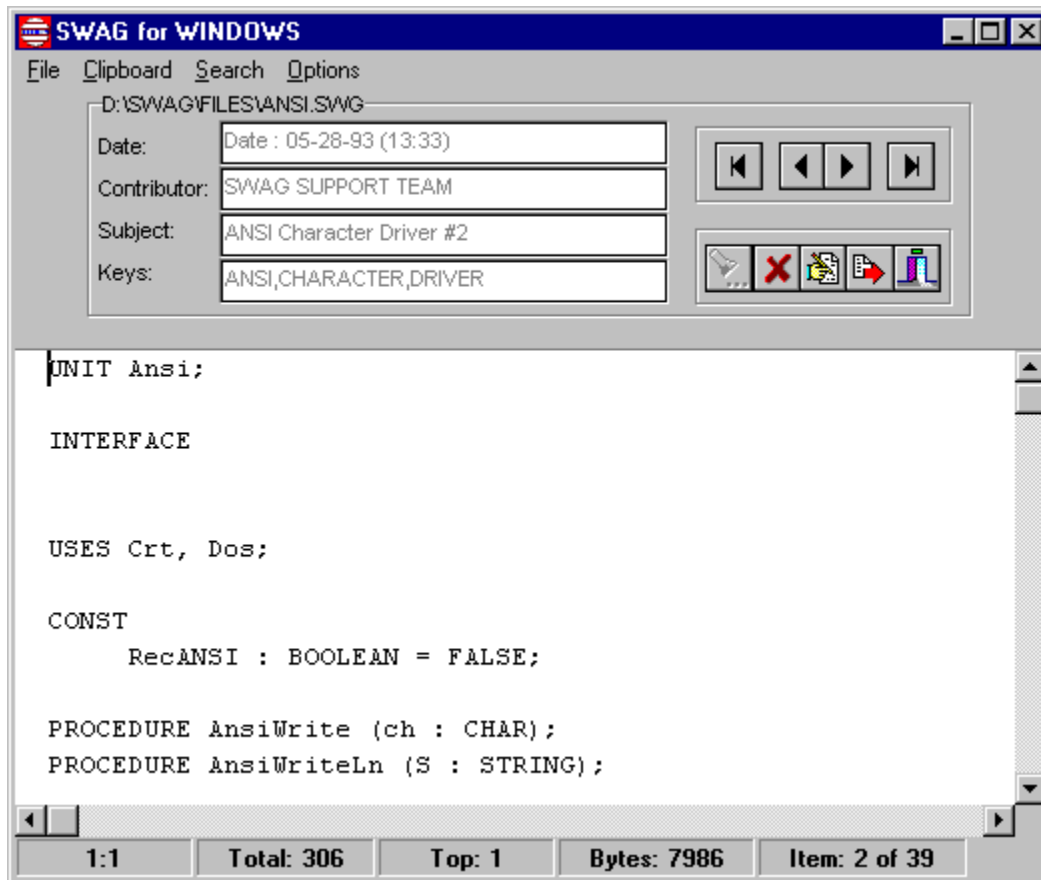 SWAG for WINDOWS
File Clipboard Search Options
D:\SWAG\FILES\ANSI.SWG
Date: Date : 05-28-93 (13:33)
Contributor: SWAG SUPPORT TEAM
Subject: ANSI Character Driver #2
Keys: ANSI,CHARACTER,DRIVER
UNIT Ansi;
INTERFACE
USES Crt, Dos;
CONST
RecANSI : BOOLEAN = FALSE;
PROCEDURE AnsiWrite (ch : CHAR);
PROCEDURE AnsiWriteLn (S : STRING);
1:1 Total: 306 Top: 1 Bytes: 7986 Item: 2 of 39